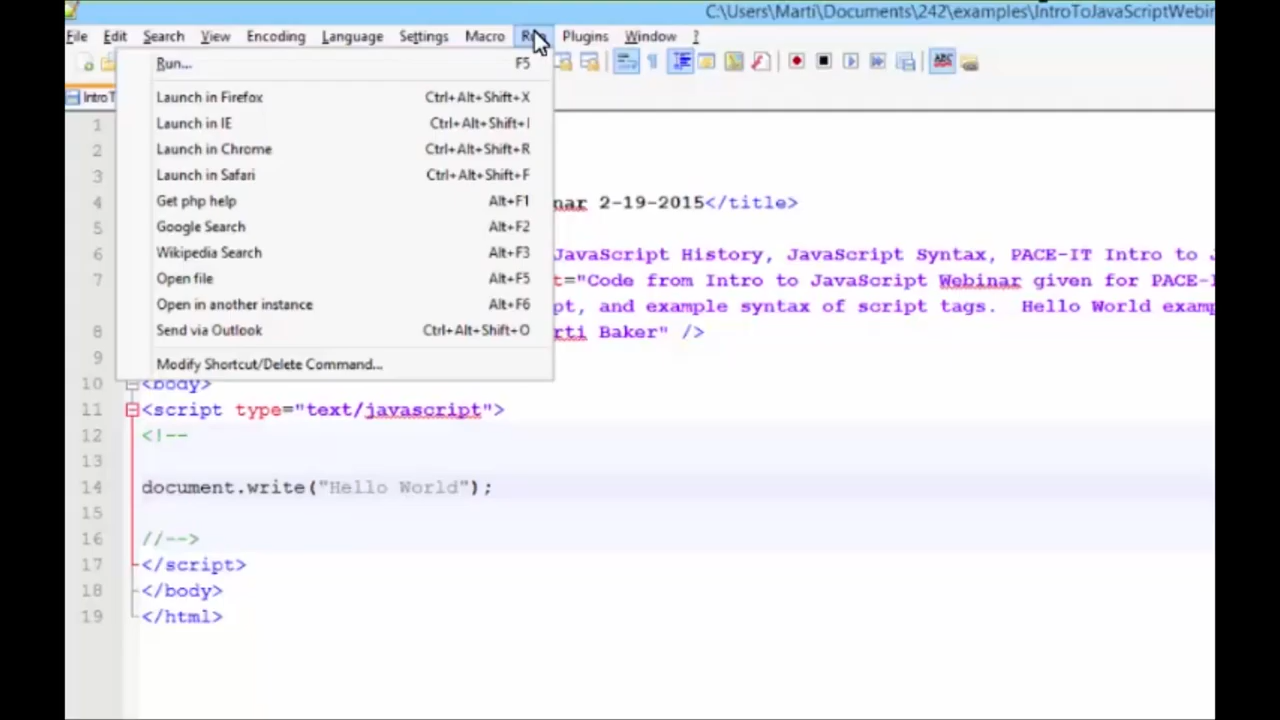 C:\Users\Marti\Documents\242\examples\IntroToJavaScriptWebin
File Edit Search View Encoding Language Settings Macro Plugins Window ?
Run... F5
ABC
Launch in Firefox Ctrl+Alt+Shift+X
Intro
Launch in IE Ctrl+Alt+Shift+I
1
Launch in Chrome Ctrl+Alt+Shift+R
2
Launch in Safari Ctrl+Alt+Shift+F
3
Get php help Alt+F1
4 nar 2-19-2015</title>
Google Search Alt+F2
5
Wikipedia Search Alt+F3
6 JavaScript History, JavaScript Syntax, PACE-IT Intro to
Open file Alt+F5
7 t="Code from Intro to JavaScript Webinar given for PACE-
Open in another instance Alt+F6
pt, and example syntax of script tags. Hello World examp
Send via Outlook Ctrl+Alt+Shift+O
8 rti Baker" />
Modify Shortcut/Delete Command...
9
10 <body>
11 <script type="text/javascript">
12 <!--
13
14 document.write("Hello World");
15
16 //-->
17 </script>
18 </body>
19 </html>